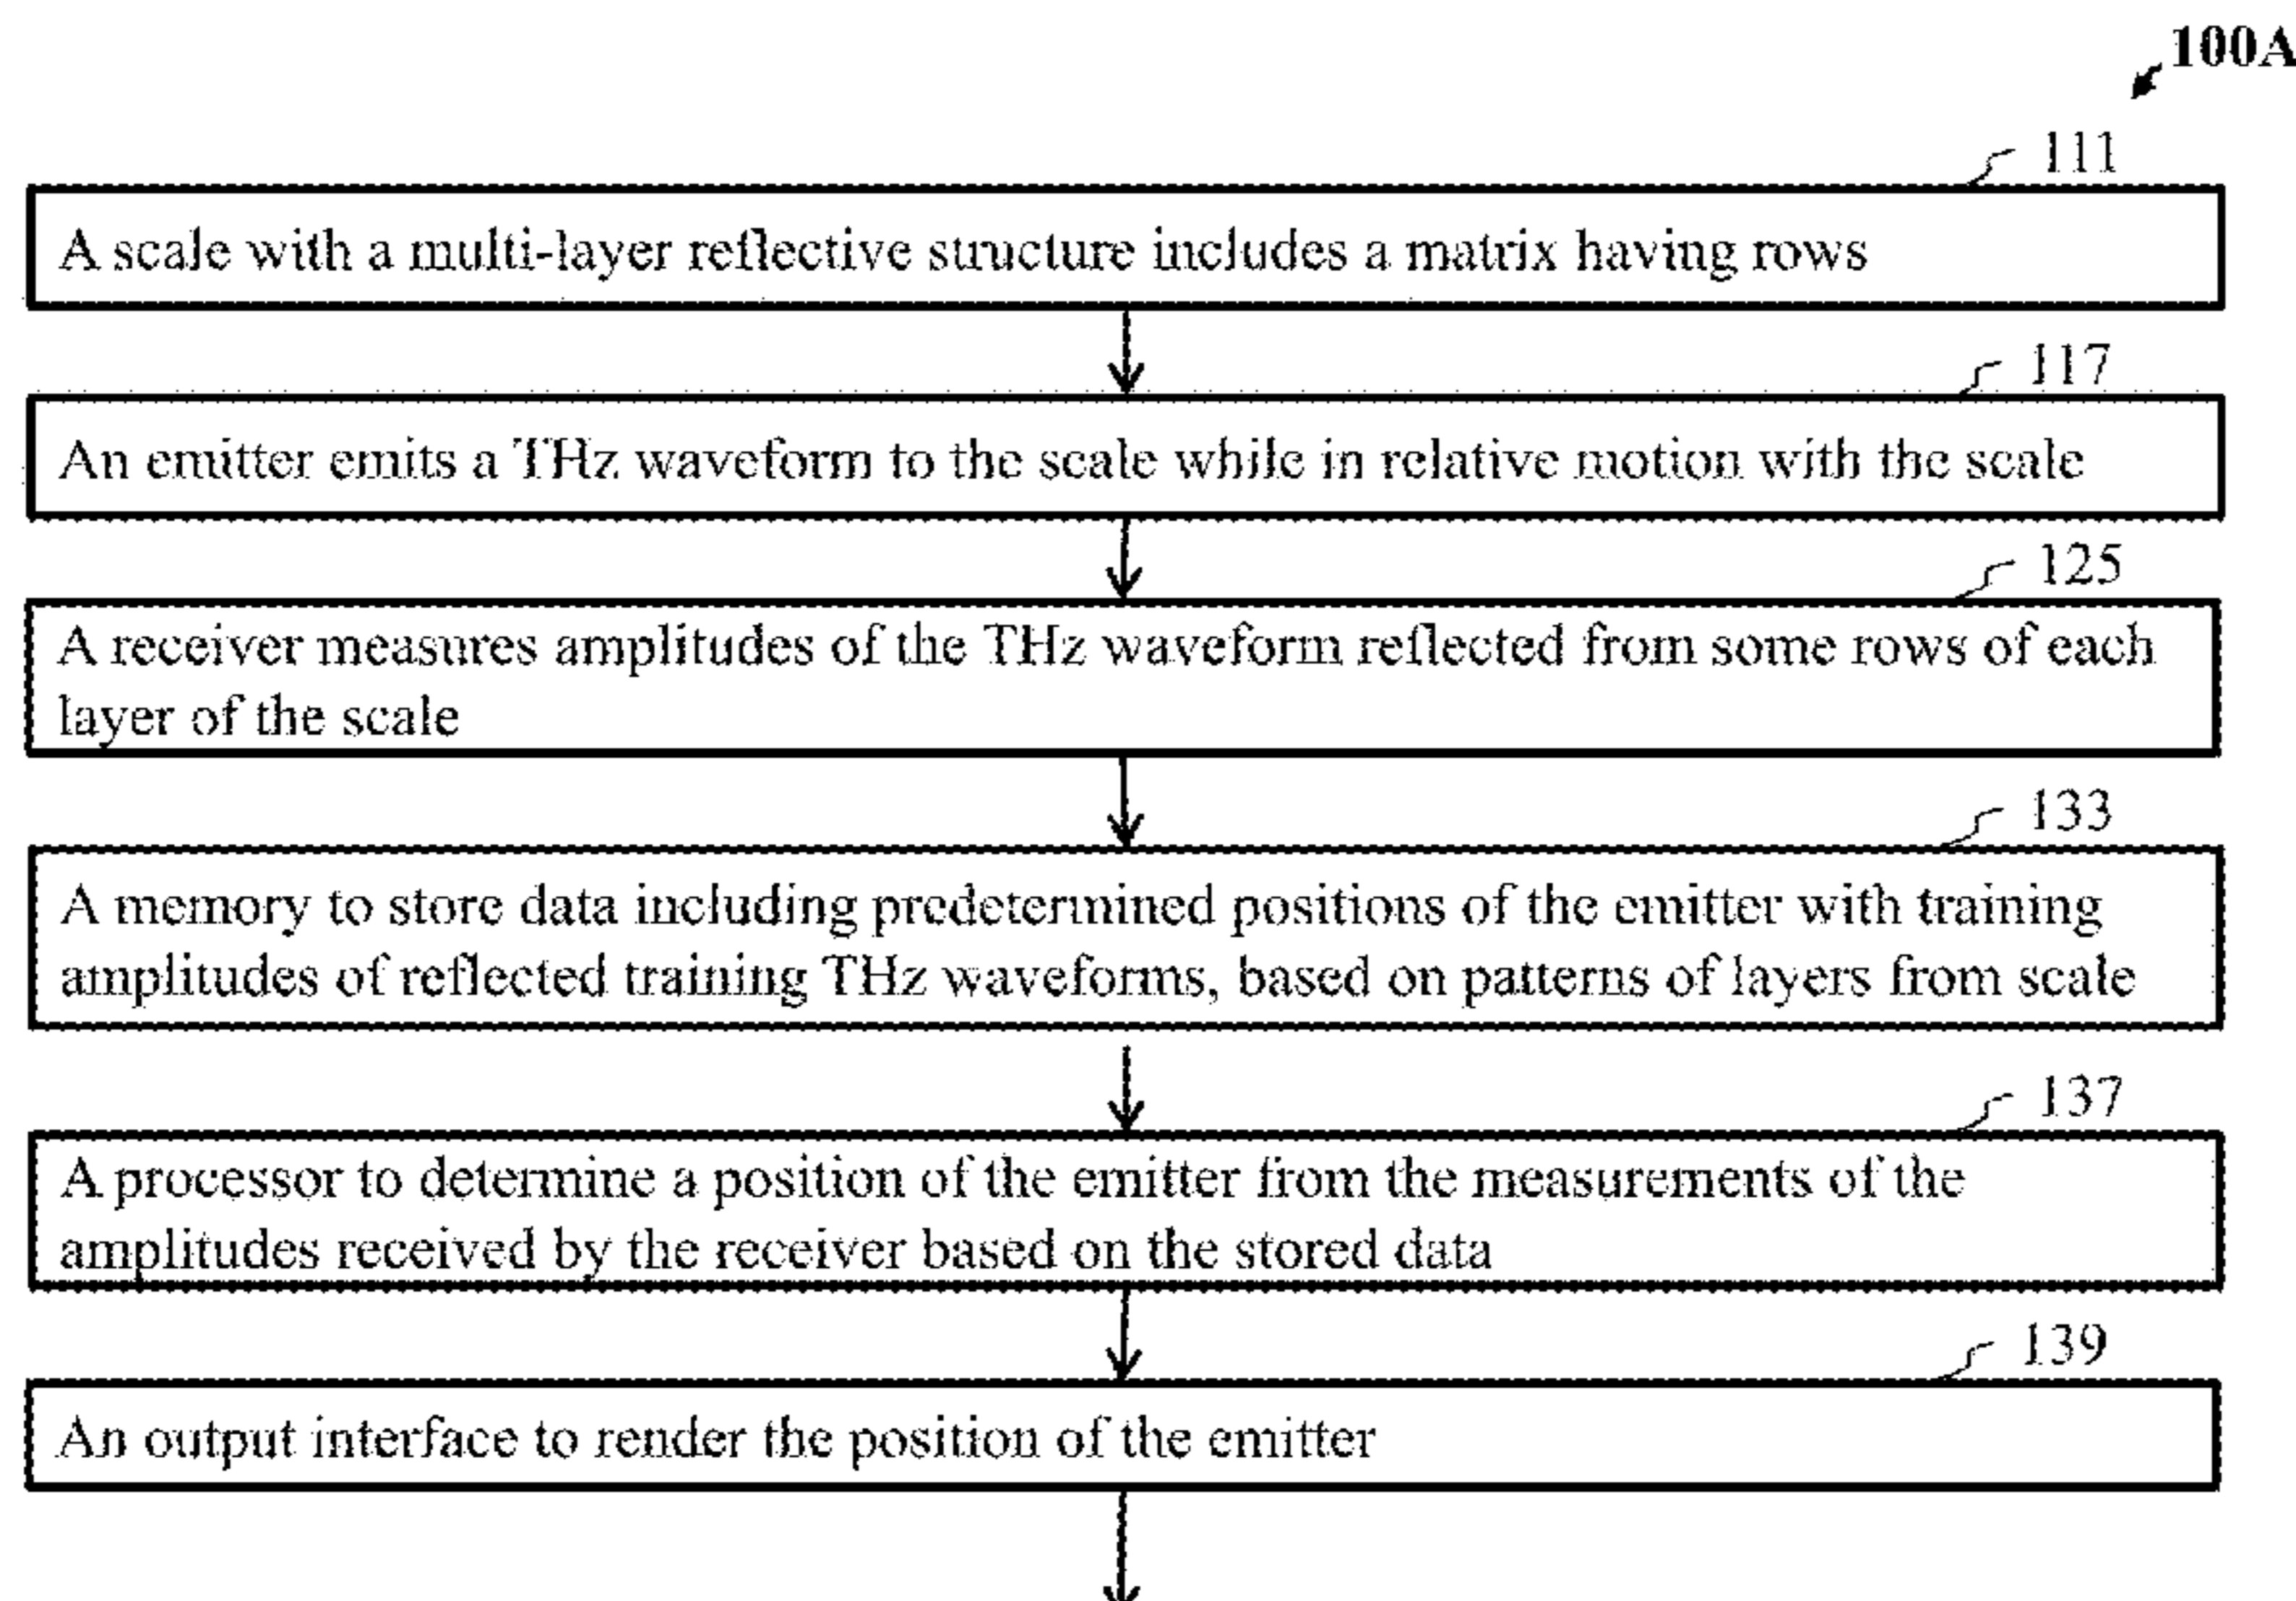 100A
111
A scale with a multi-layer reflective structure includes a matrix having rows
117
An emitter emits a THz waveform to the scale while in relative motion with the scale
125
A receiver measures amplitudes of the THz waveform reflected from some rows of each
layer of the scale
133
A memory to store data including predetermined positions of the emitter with training
amplitudes of reflected training THz waveforms, based on patterns of layers from scale
137
A processor to determine a position of the emitter from the measurements of the
amplitudes received by the receiver based on the stored data
139
An output interface to render the position of the emitter